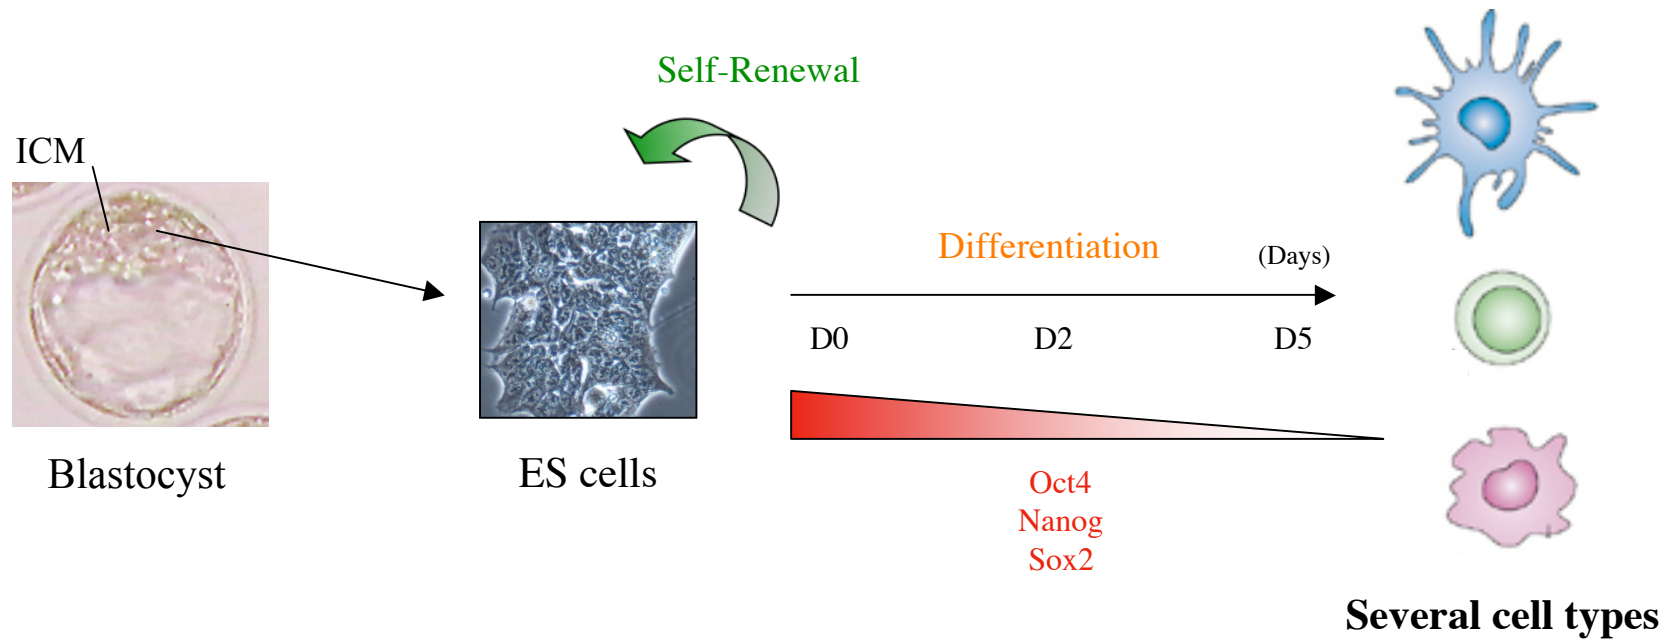 Self-Renewal
ICM
Differentiation
(Days)
D0
D2
D5
Blastocyst
ES cells
Oct4
Nanog
Sox2
Several cell types